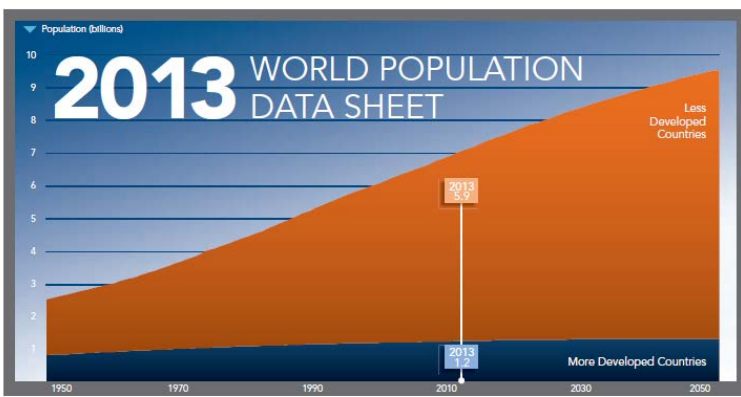 Population (billions)
10
2013 WORLD POPULATION
DATA SHEET
9
Less
Developed
Countries
8
7
6
2013
5.9
5
4
3
2
1
2013
1.2
More Developed Countries
1950 1970 1990 2010 2030 2050